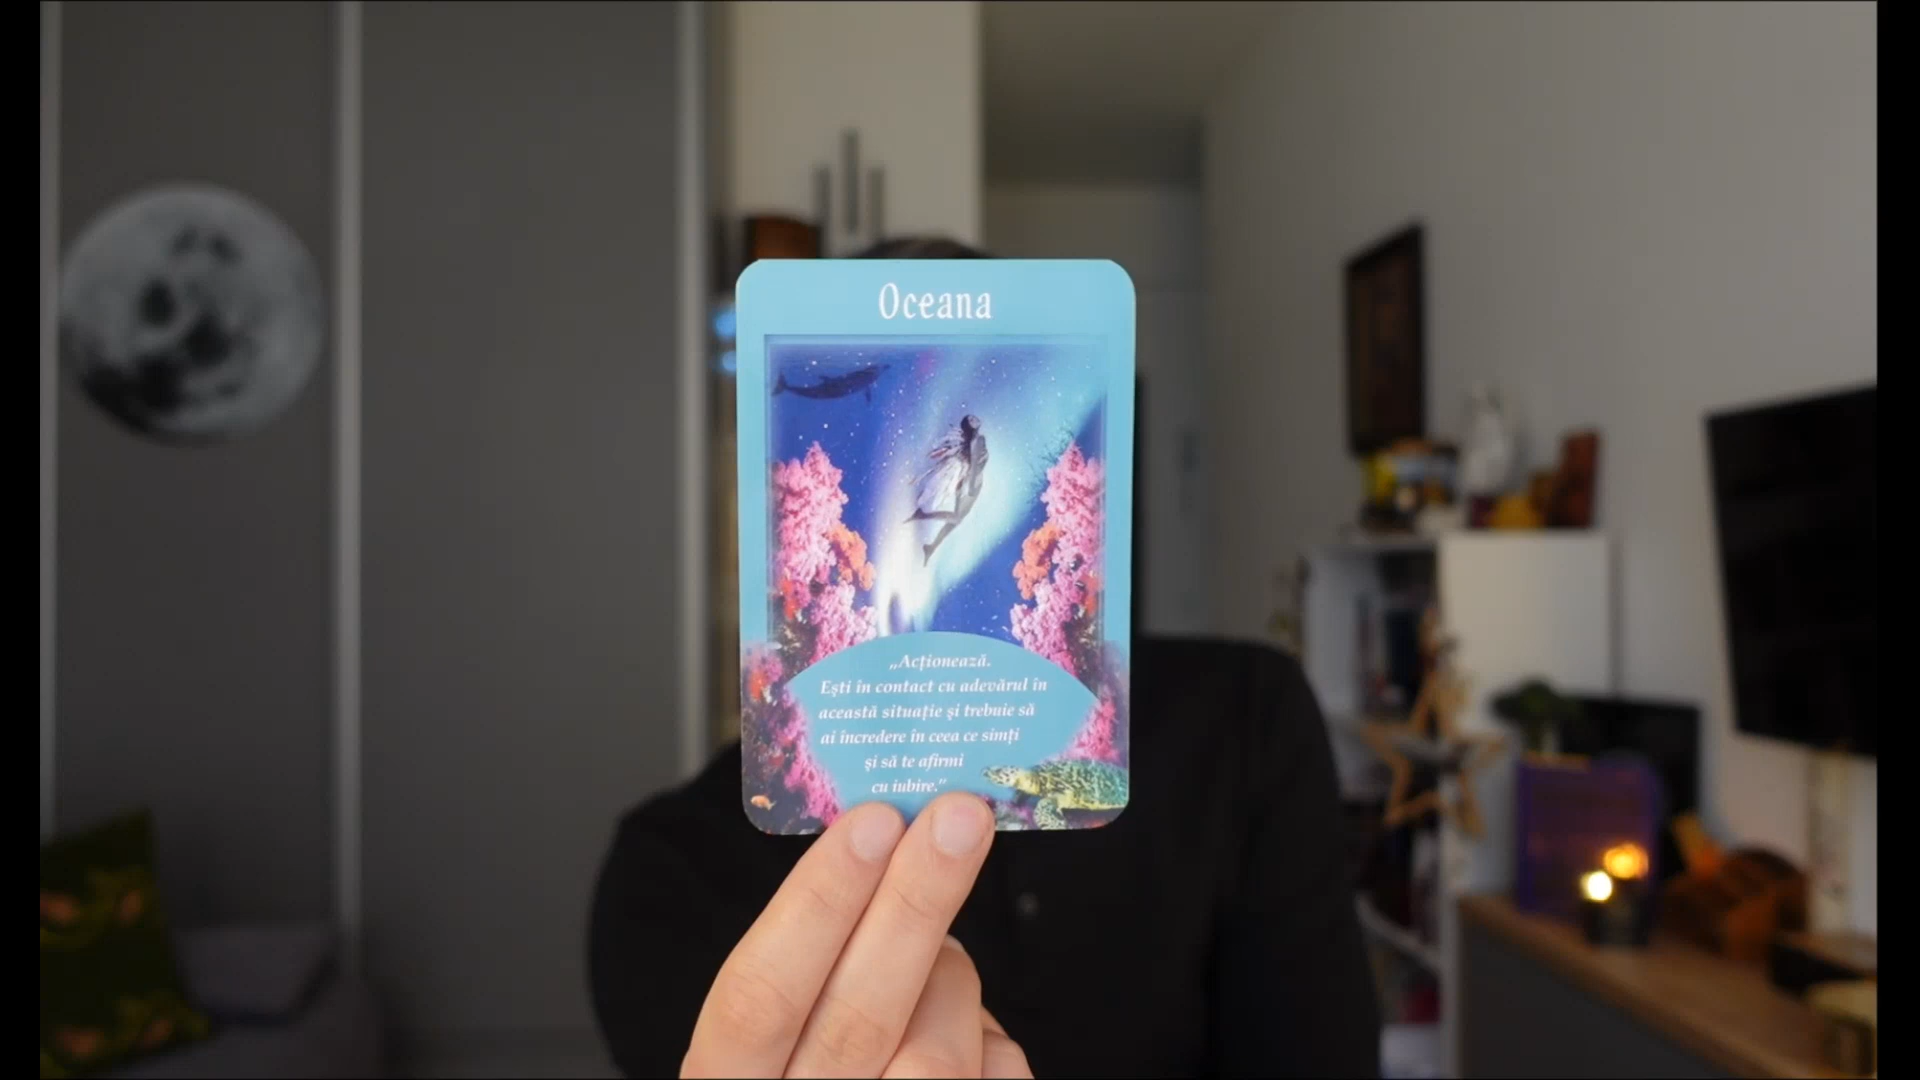 Oceana
„Acționează.
Ești în contact cu adevărul în
această situație și trebuie să
ai încredere în ceea ce simți
și să te afirmi
cu iubire.”